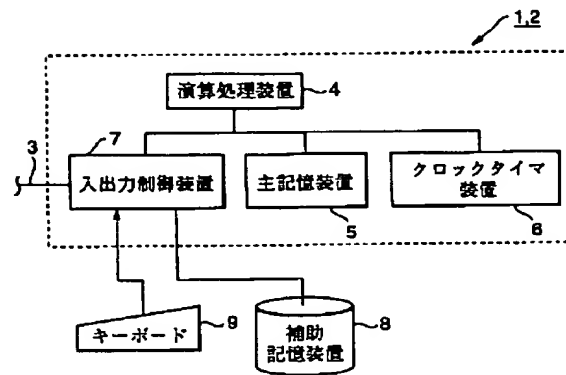 1,2
演算処理装置
4
3
7
入出力制御装置
主記憶装置
クロックタイマ
装置
5
6
キーボード
9
補助
記憶装置
8